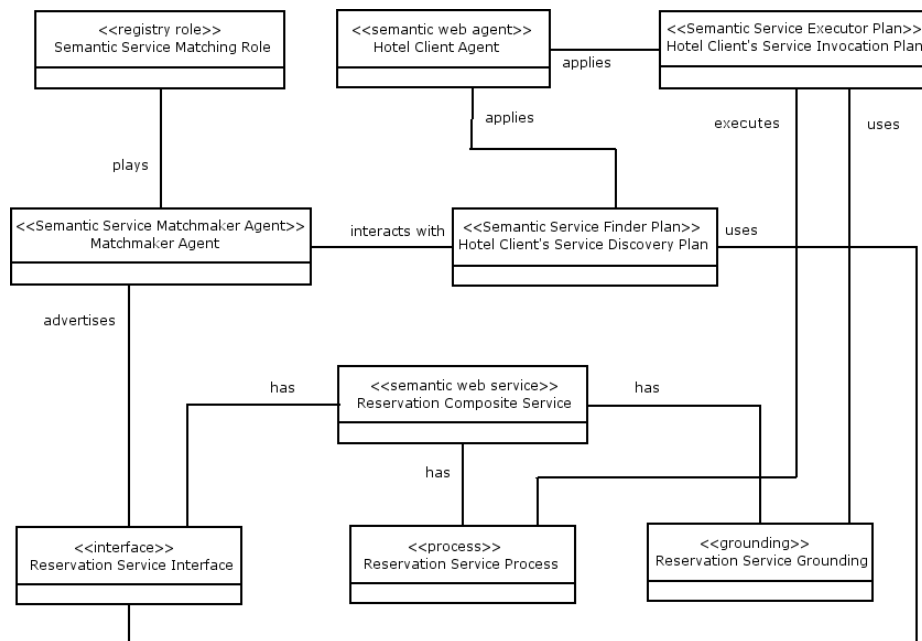 <<registry role>>
Semantic Service Matching Role
<<semantic web agent>>
Hotel Client Agent
applies
<<Semantic Service Executor Plan>>
Hotel Client's Service Invocation Plan
applies
executes
uses
plays
<<Semantic Service Matchmaker Agent>>
Matchmaker Agent
interacts with
<<Semantic Service Finder Plan>>
Hotel Client's Service Discovery Plan
uses
advertises
has
<<semantic web service>>
Reservation Composite Service
has
has
<<interface>>
Reservation Service Interface
<<process>>
Reservation Service Process
<<grounding>>
Reservation Service Grounding